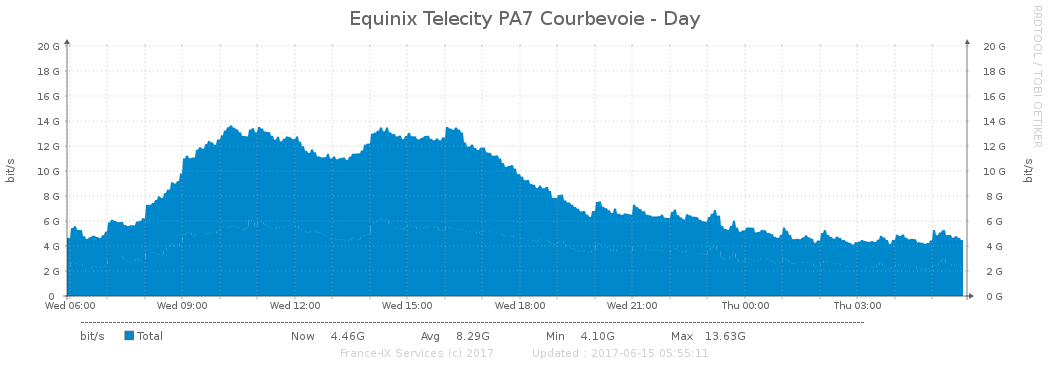 Equinix Telecity PA7 Courbevoie - Day
RRDTOOL / TOBI OETIKER
20 G 20 G
18 G 18 G
16 G 16 G
14 G 14 G
12 G 12 G
10 G 10 G
8 G 8 G
6 G 6 G
4 G 4 G
2 G 2 G
0 0 G
bit/s
bit/s
Wed 06:00 Wed 09:00 Wed 12:00 Wed 15:00 Wed 18:00 Wed 21:00 Thu 00:00 Thu 03:00
bit/s Total Now 4.46G Avg 8.29G Min 4.10G Max 13.63G
France-IX Services (c) 2017 Updated : 2017-06-15 05:55:11